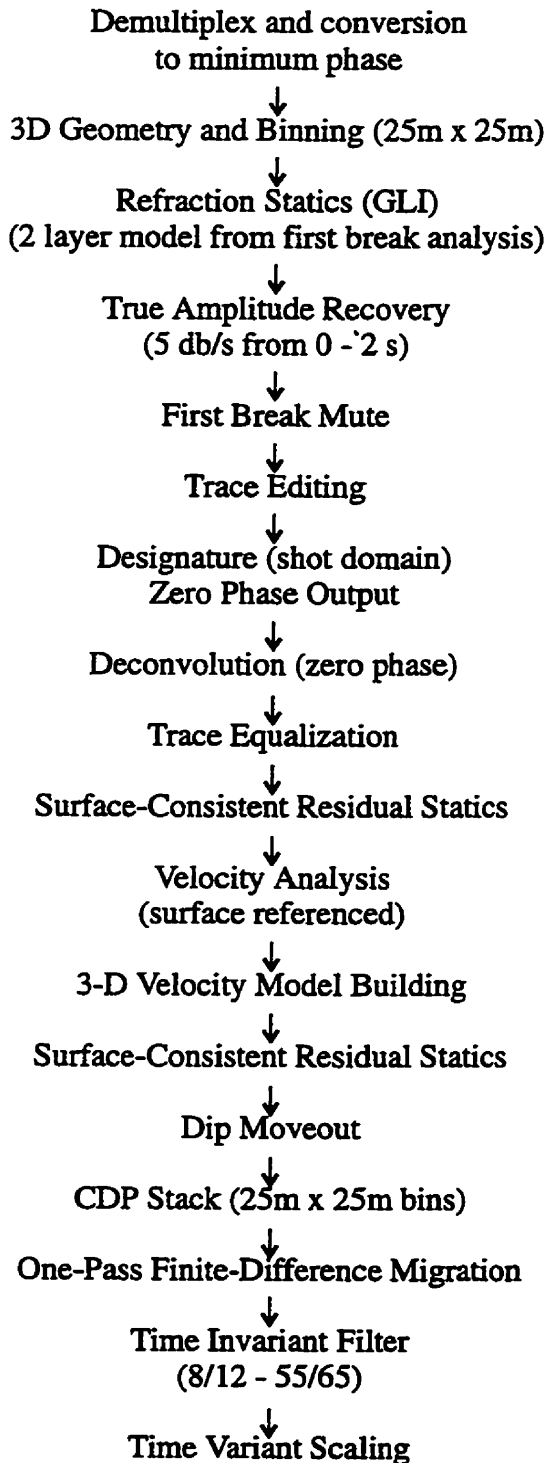 Demultiplex and conversion
to minimum phase
↓
3D Geometry and Binning (25m x 25m)
↓
Refraction Statics (GLI)
(2 layer model from first break analysis)
↓
True Amplitude Recovery
(5 db/s from 0 - 2 s)
↓
First Break Mute
↓
Trace Editing
↓
Designature (shot domain)
Zero Phase Output
↓
Deconvolution (zero phase)
↓
Trace Equalization
↓
Surface-Consistent Residual Statics
↓
Velocity Analysis
(surface referenced)
↓
3-D Velocity Model Building
↓
Surface-Consistent Residual Statics
↓
Dip Moveout
↓
CDP Stack (25m x 25m bins)
↓
One-Pass Finite-Difference Migration
↓
Time Invariant Filter
(8/12 - 55/65)
↓
Time Variant Scaling